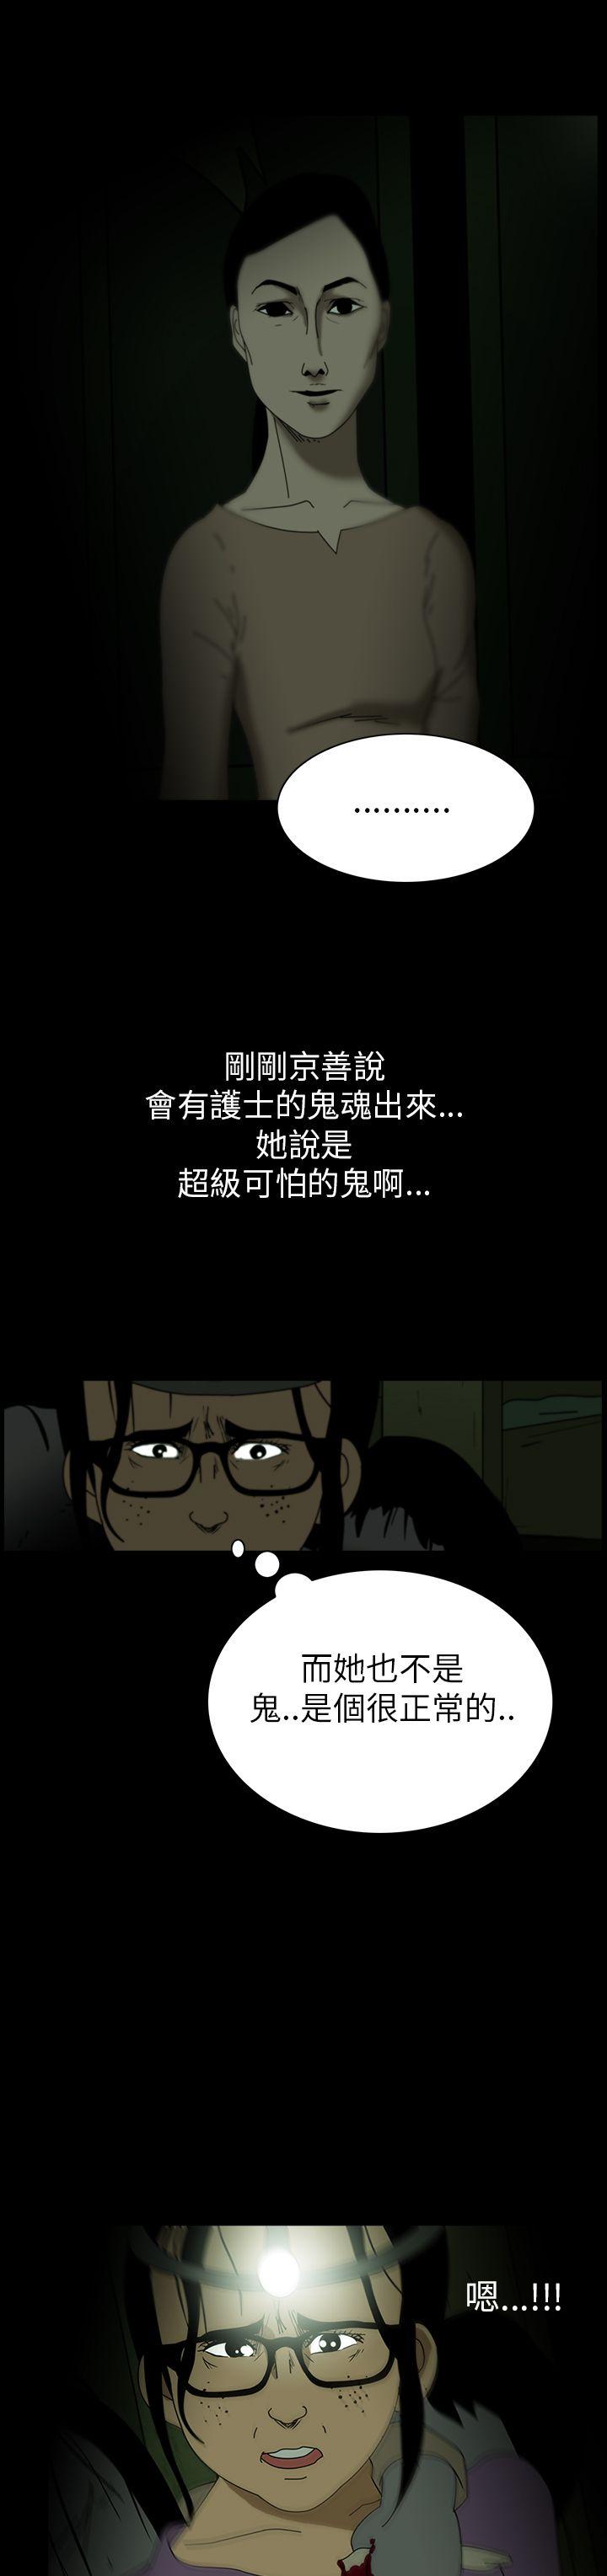 ..........
剛剛京善說
會有護士的鬼魂出來...
她說是
超級可怕的鬼啊...
而她也不是
鬼..是個很正常的..
嗯...!!!